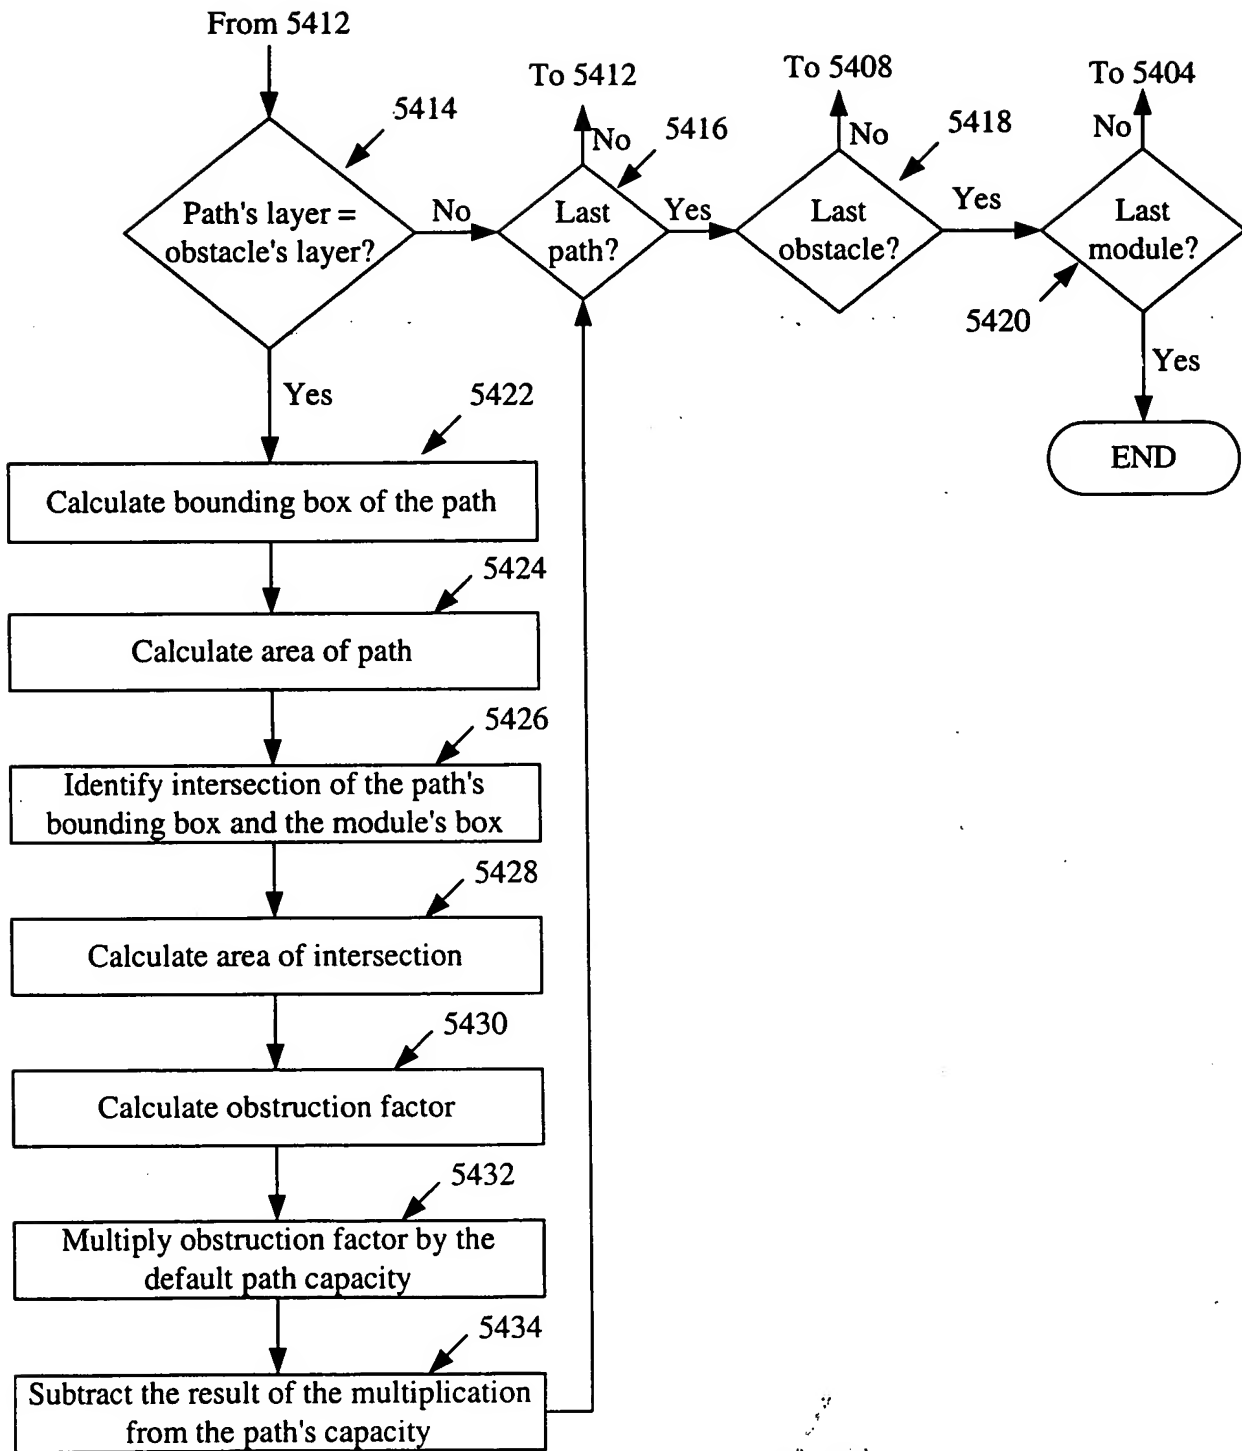 From 5412
To 5412
To 5408
To 5404
5414
No
5416
No
5418
No
Path's layer =
obstacle's layer?
No
Last
path?
Yes
Last
obstacle?
Yes
Last
module?
5420
Yes
END
Yes
5422
Calculate bounding box of the path
5424
Calculate area of path
5426
Identify intersection of the path's
bounding box and the module's box
5428
Calculate area of intersection
5430
Calculate obstruction factor
5432
Multiply obstruction factor by the
default path capacity
5434
Subtract the result of the multiplication
from the path's capacity